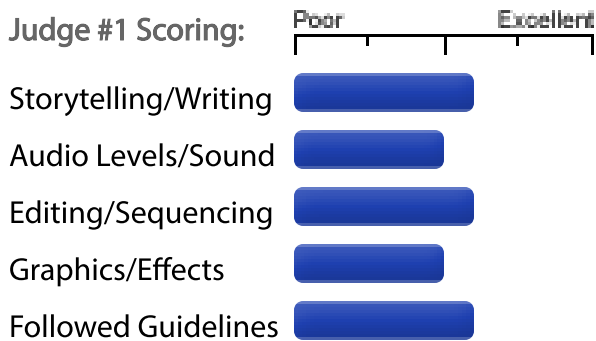 Judge #1 Scoring:
Poor Excellent
Storytelling/Writing
Audio Levels/Sound
Editing/Sequencing
Graphics/Effects
Followed Guidelines